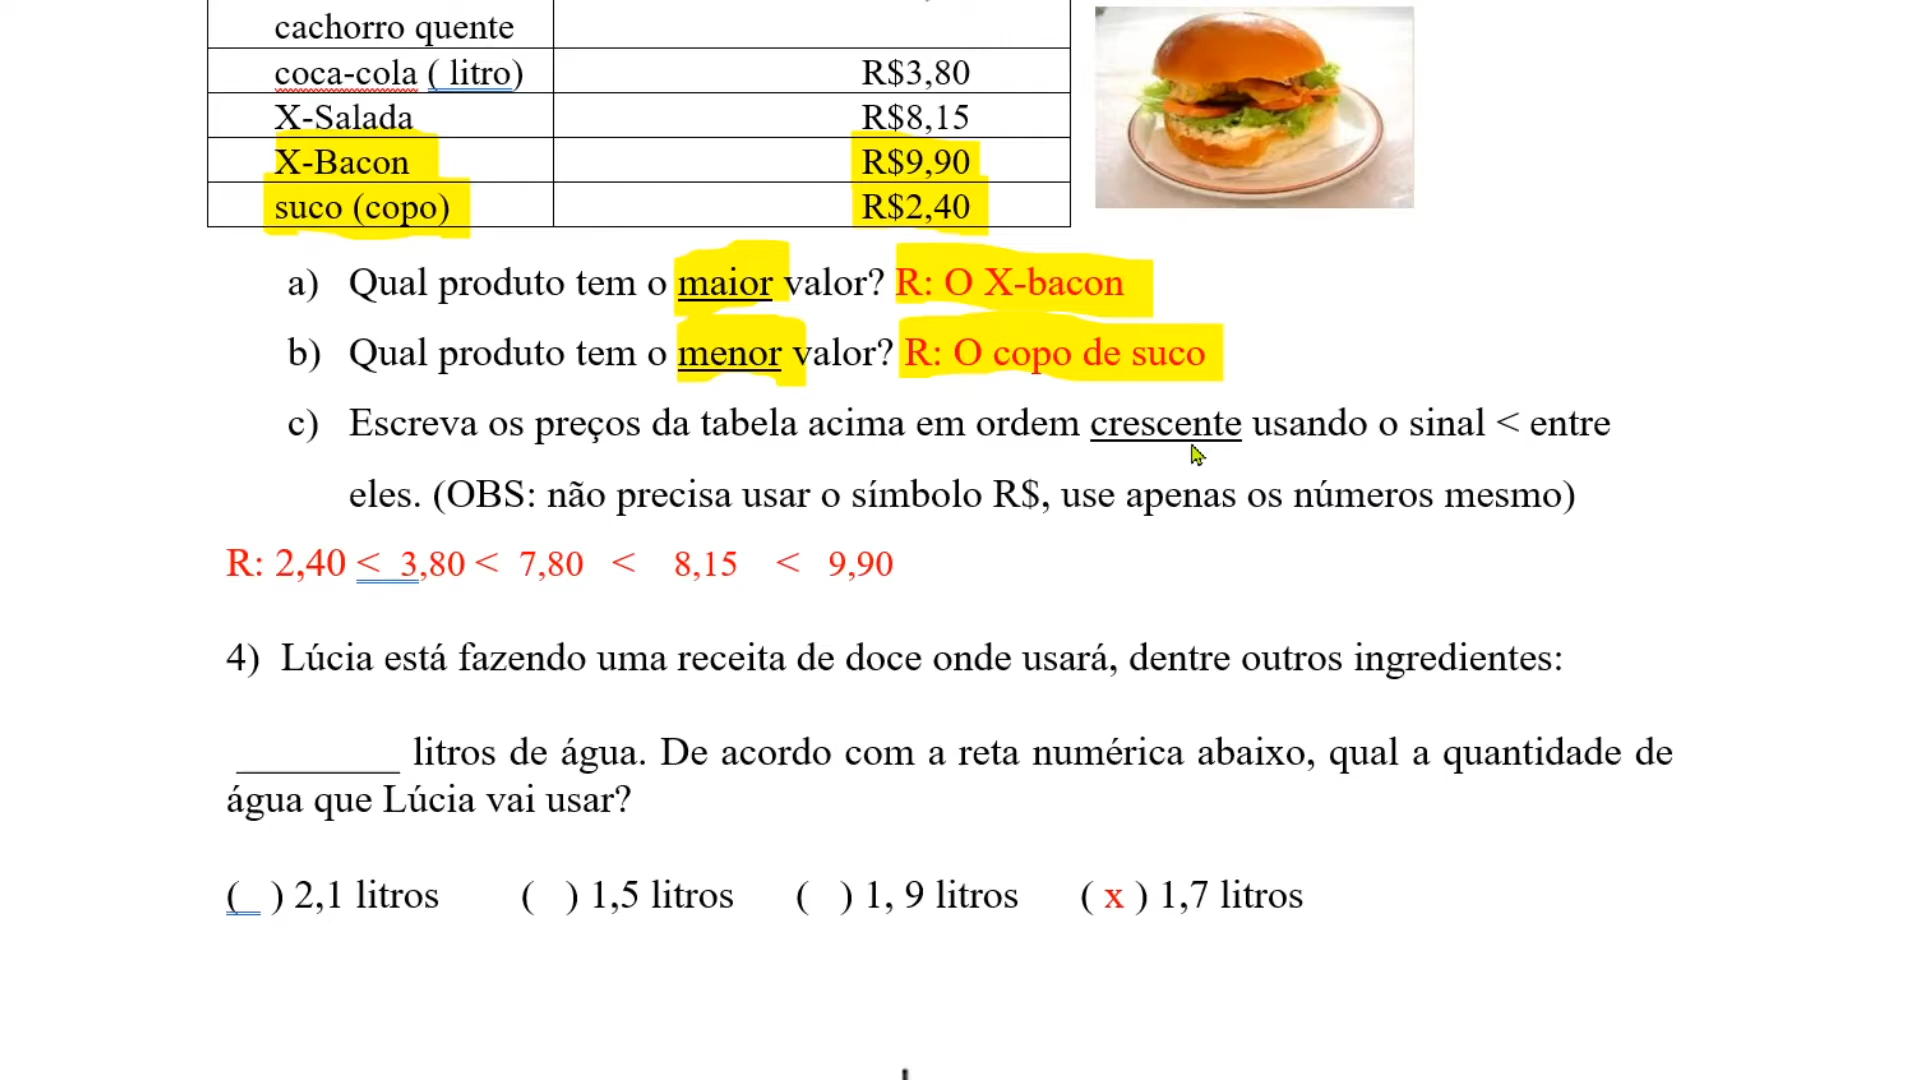 cachorro quente
coca-cola ( litro) R$3,80
X-Salada R$8,15
X-Bacon R$9,90
suco (copo) R$2,40
a) Qual produto tem o maior valor? R: O X-bacon
b) Qual produto tem o menor valor? R: O copo de suco
c) Escreva os preços da tabela acima em ordem crescente usando o sinal < entre
eles. (OBS: não precisa usar o símbolo R$, use apenas os números mesmo)
R: 2,40 < 3,80 < 7,80 < 8,15 < 9,90
4) Lúcia está fazendo uma receita de doce onde usará, dentre outros ingredientes:
________ litros de água. De acordo com a reta numérica abaixo, qual a quantidade de
água que Lúcia vai usar?
( ) 2,1 litros ( ) 1,5 litros ( ) 1, 9 litros ( x ) 1,7 litros